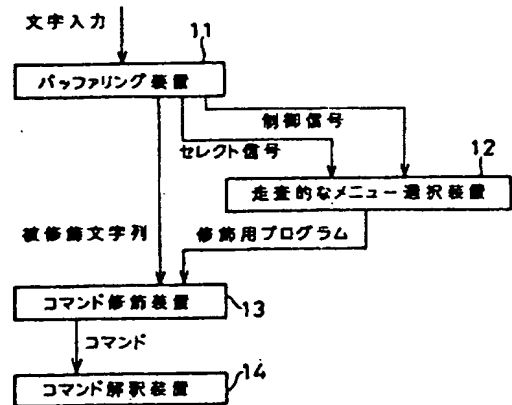 文字入力
11
バッファリング装置
制御信号
セレクト信号
12
走査的なメニュー選択装置
被修飾文字列
修飾用プログラム
コマンド修飾装置
13
コマンド
コマンド解釈装置
14